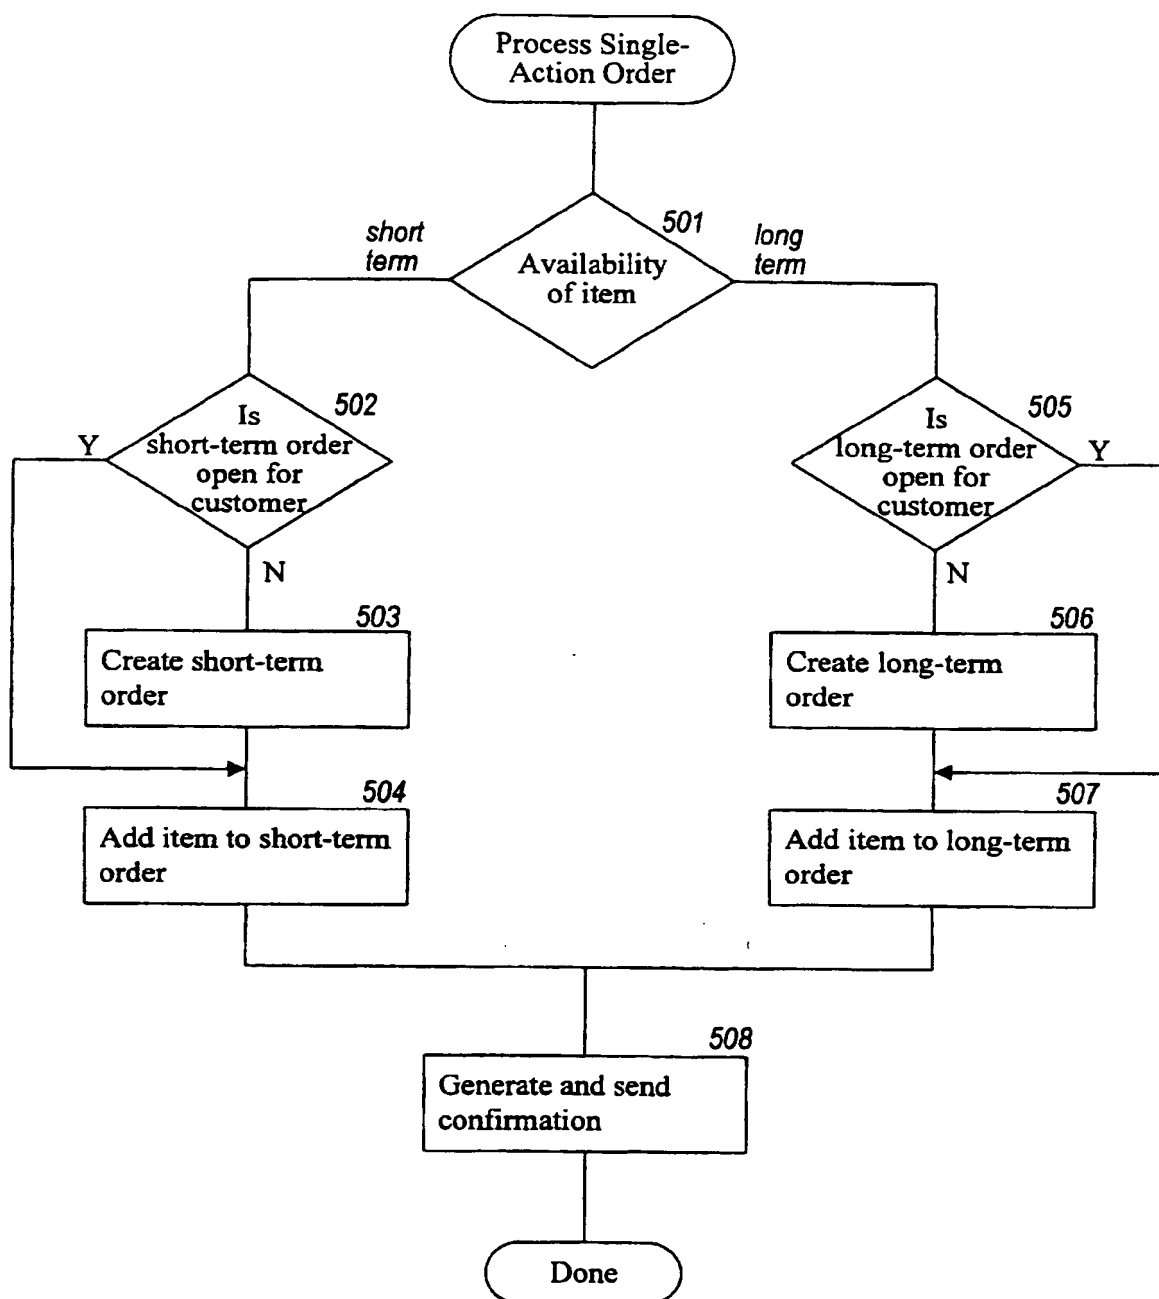 Process Single-
Action Order
501
short
term
long
term
Availability
of item
502
Is
short-term order
open for
customer
Y
N
505
Is
long-term order
open for
customer
Y
N
503
Create short-term
order
506
Create long-term
order
504
Add item to short-term
order
507
Add item to long-term
order
508
Generate and send
confirmation
Done